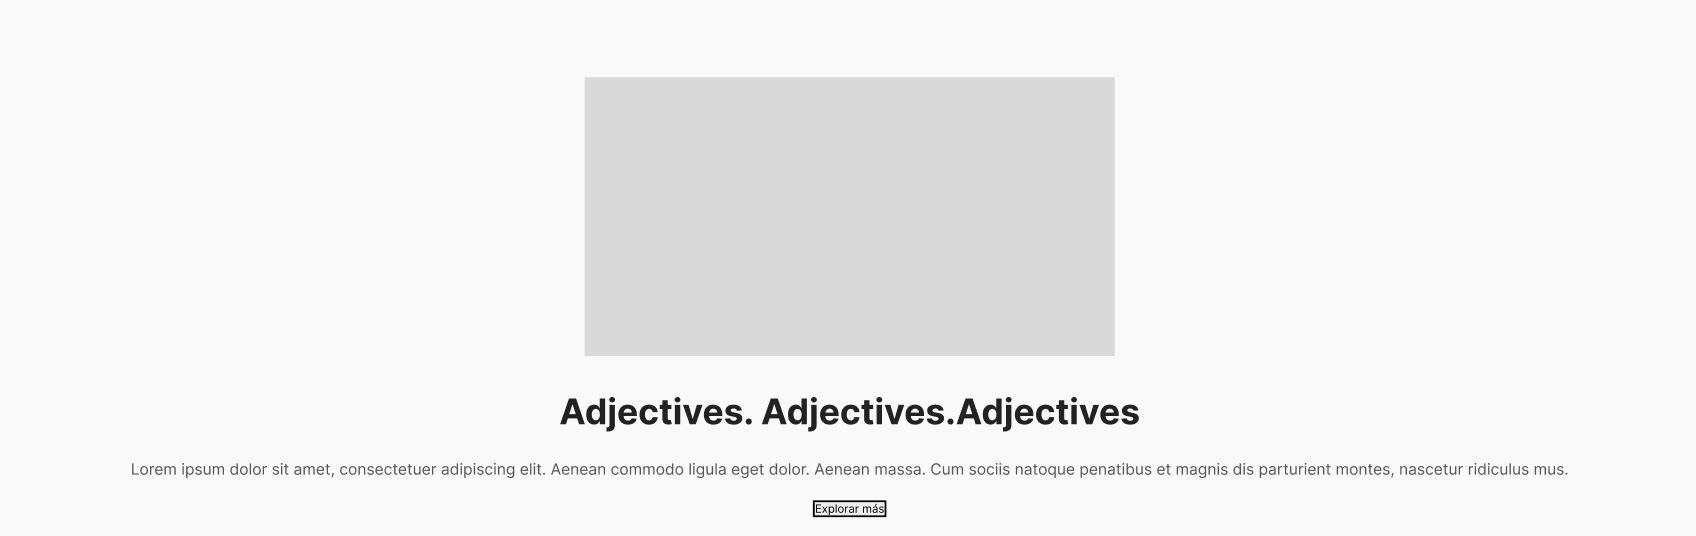 Adjectives. Adjectives.Adjectives
Lorem ipsum dolor sit amet, consectetuer adipiscing elit. Aenean commodo ligula eget dolor. Aenean massa. Cum sociis natoque penatibus et magnis dis parturient montes, nascetur ridiculus mus.
Explorar más